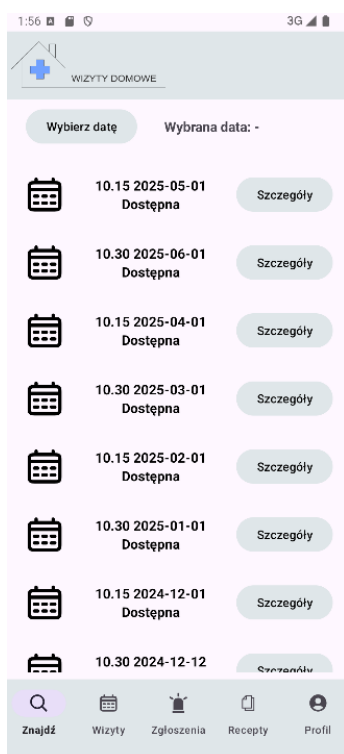 1:56
3G
WIZYTY DOMOWE
Wybierz datę
Wybrana data: -
10.15 2025-05-01
Dostępna
Szczegóły
10.30 2025-06-01
Dostępna
Szczegóły
10.15 2025-04-01
Dostępna
Szczegóły
10.30 2025-03-01
Dostępna
Szczegóły
10.15 2025-02-01
Dostępna
Szczegóły
10.30 2025-01-01
Dostępna
Szczegóły
10.15 2024-12-01
Dostępna
Szczegóły
10.30 2024-12-12
Szczegóły
Znajdź
Wizyty
Zgłoszenia
Recepty
Profil